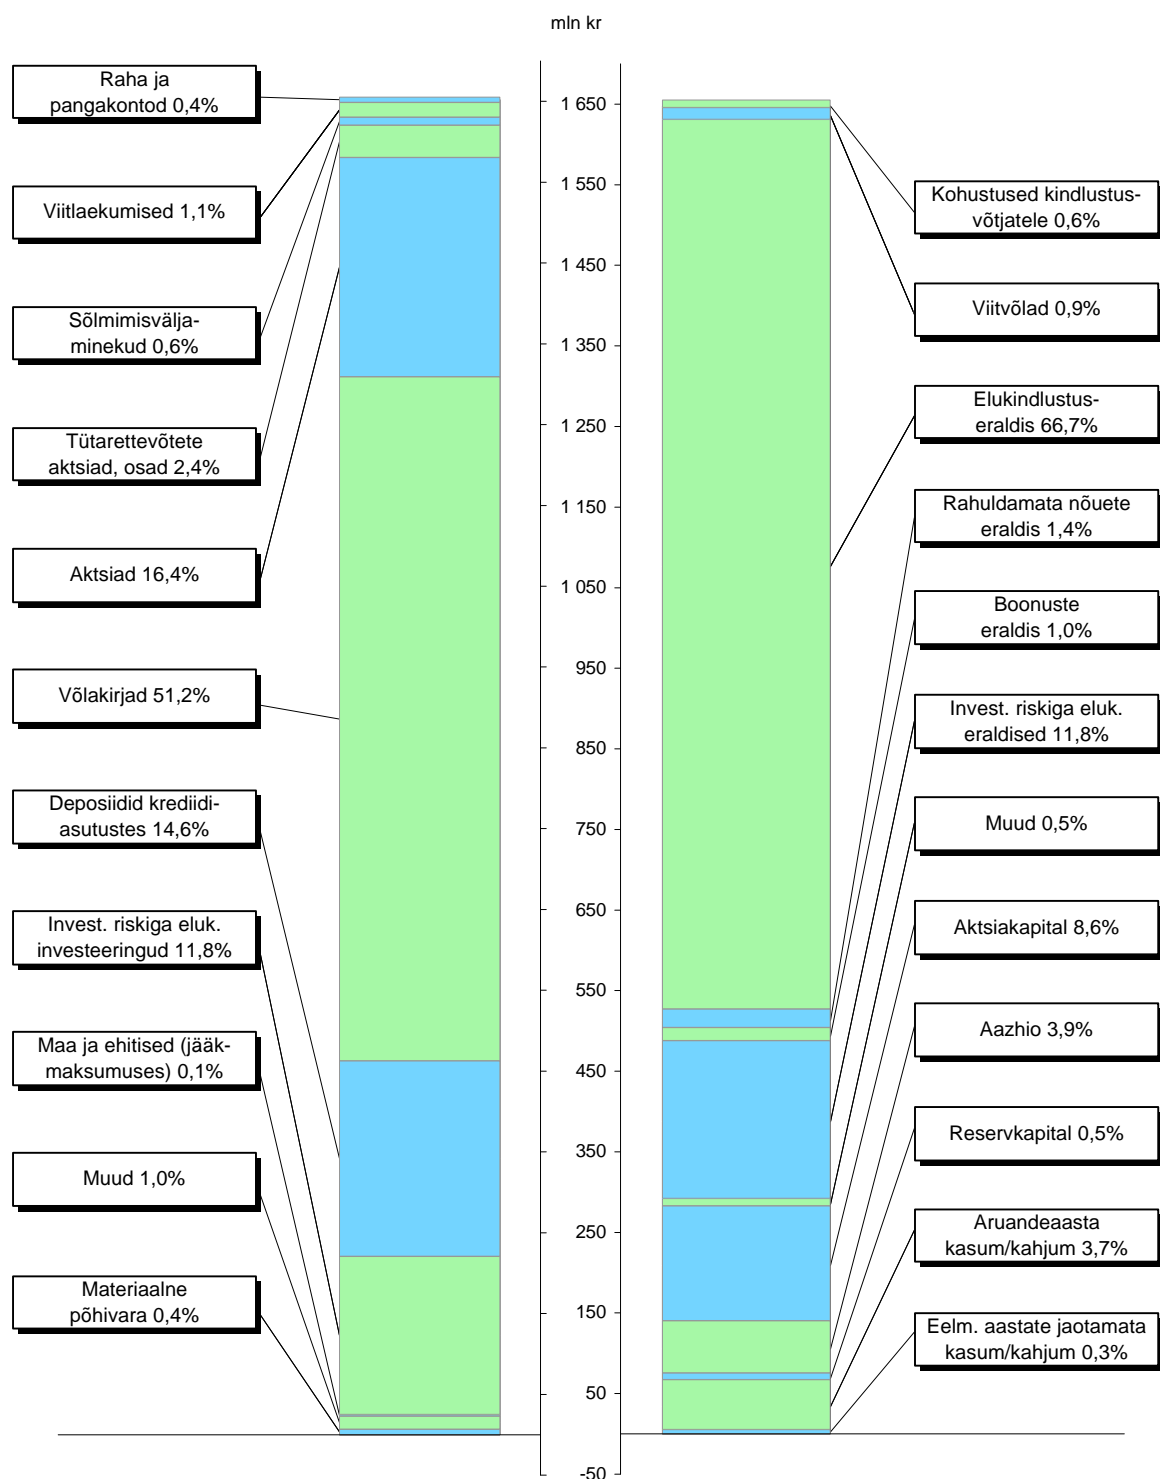 mln kr
Raha ja
pangakontod 0,4%
Viitlaekumised 1,1%
Sõlmimisvälja-
minekud 0,6%
Tütarettevõtete
aktsiad, osad 2,4%
Aktsiad 16,4%
Võlakirjad 51,2%
Deposiidid krediidi-
asutustes 14,6%
Invest. riskiga eluk.
investeeringud 11,8%
Maa ja ehitised (jääk-
maksumuses) 0,1%
Muud 1,0%
Materiaalne
põhivara 0,4%
1 650
1 550
1 450
1 350
1 250
1 150
1 050
950
850
750
650
550
450
350
250
150
50
-50
Kohustused kindlustus-
võtjatele 0,6%
Viitvõlad 0,9%
Elukindlustus-
eraldis 66,7%
Rahuldamata nõuete
eraldis 1,4%
Boonuste
eraldis 1,0%
Invest. riskiga eluk.
eraldised 11,8%
Muud 0,5%
Aktsiakapital 8,6%
Aazhio 3,9%
Reservkapital 0,5%
Aruandeaasta
kasum/kahjum 3,7%
Eelm. aastate jaotamata
kasum/kahjum 0,3%